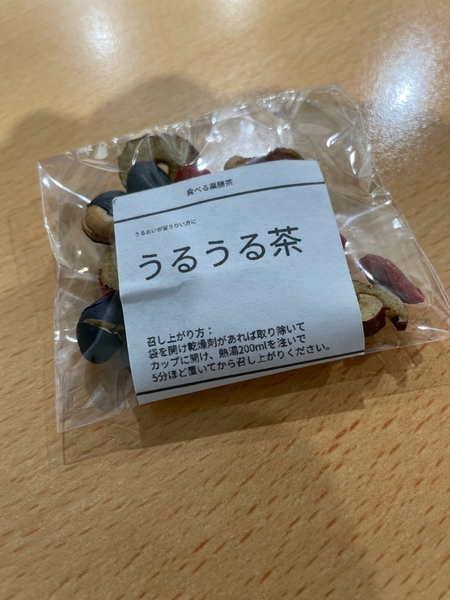 食べる薬膳茶
うるおいが足りない方に
うるうる茶
召し上がり方：
袋を開け乾燥剤があれば取り除いて
カップに開け、熱湯200mlを注いで
5分ほど置いてから召し上がりください。